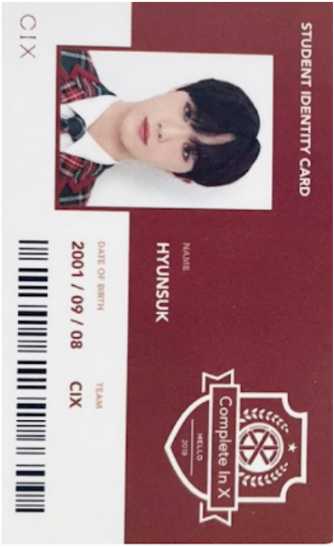 STUDENT IDENTITY CARD
NAME
HYUNSUK
DATE OF BIRTH
TEAM
2001 / 09 / 08
CIX
CIX
Complete In X
HELLO
2019